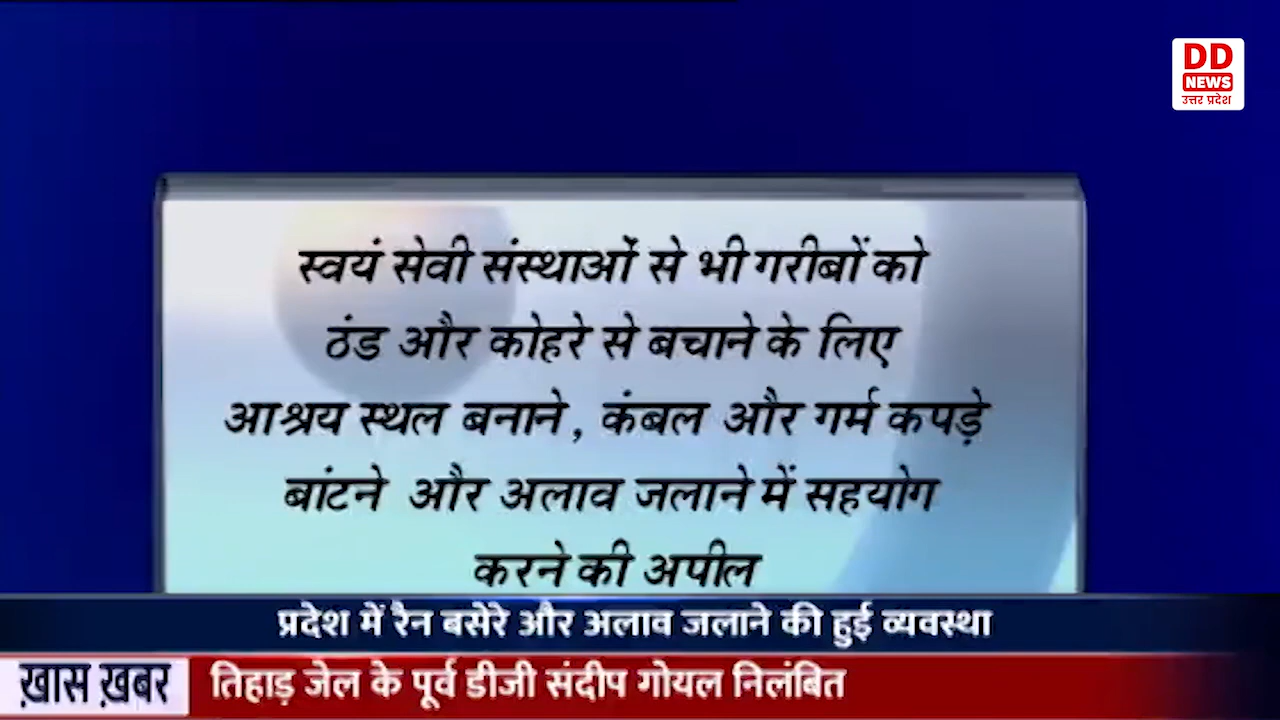 DD
NEWS
उत्तर प्रदेश
स्वयं सेवी संस्थाओं से भी गरीबों को
ठंड और कोहरे से बचाने के लिए
आश्रय स्थल बनाने, कंबल और गर्म कपड़े
बांटने और अलाव जलाने में सहयोग
करने की अपील
प्रदेश में रैन बसेरे और अलाव जलाने की हुई व्यवस्था
ख़ास ख़बर
तिहाड़ जेल के पूर्व डीजी संदीप गोयल निलंबित